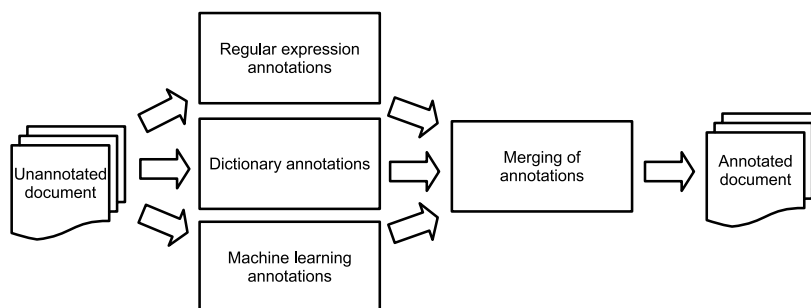 Regular expression
annotations
Unannotated
document
Dictionary annotations
Merging of
annotations
Annotated
document
Machine learning
annotations